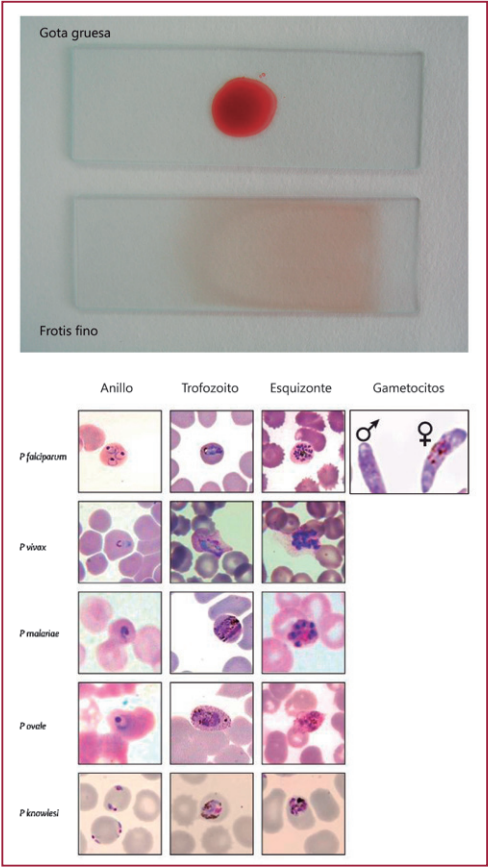 Gota gruesa
Frotis fino
Anillo Trofozoito Esquizonte Gametocitos
P falciparum
♂ ♀
P vivax
P malariae
P ovale
P knowlesi